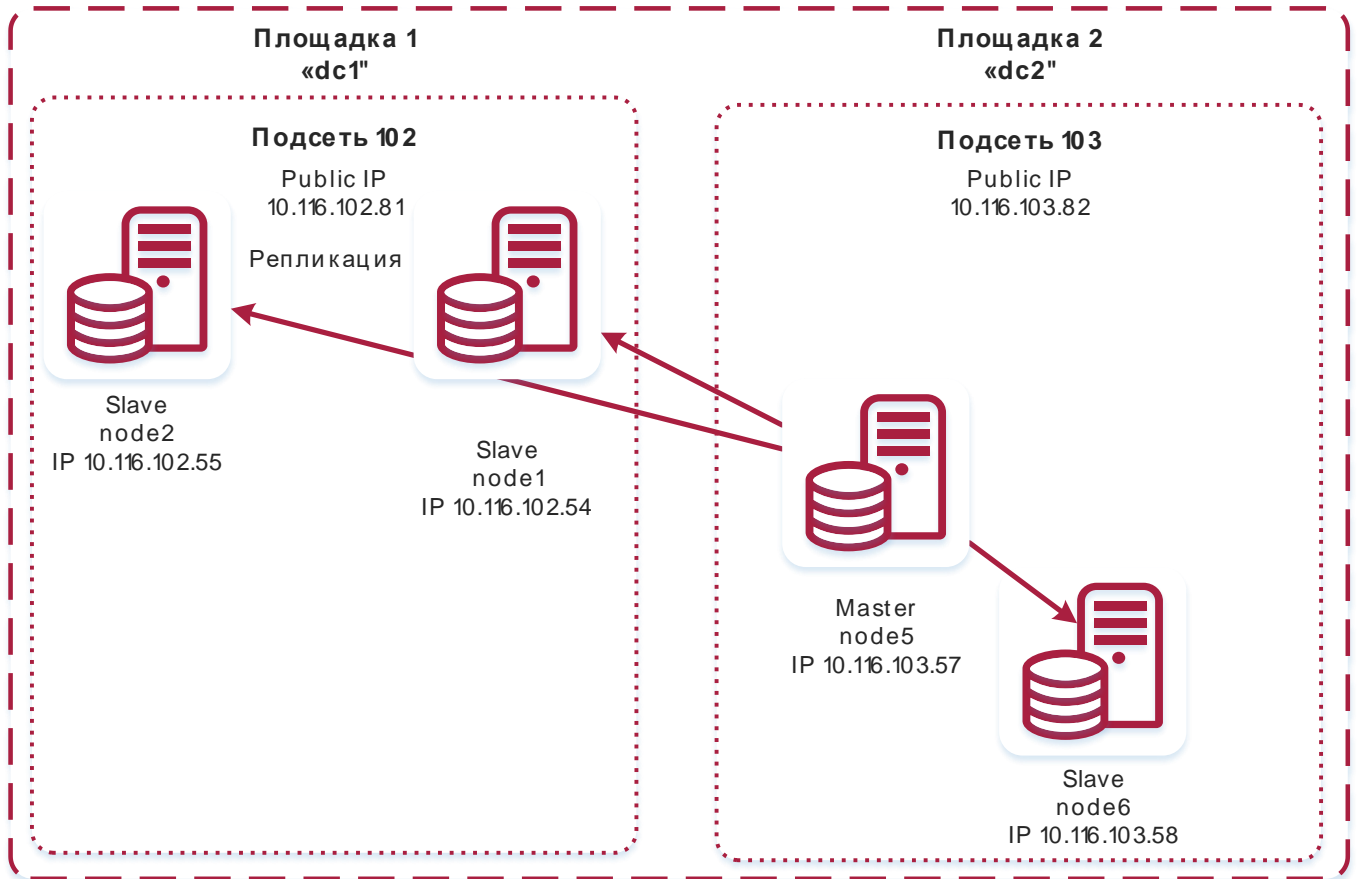 Площадка 1
«dc1"
Подсеть 102
Public IP
10.116.102.81
Репликация
Slave
node2
IP 10.116.102.55
Slave
node1
IP 10.116.102.54
Площадка 2
«dc2"
Подсеть 103
Public IP
10.116.103.82
Master
node5
IP 10.116.103.57
Slave
node6
IP 10.116.103.58